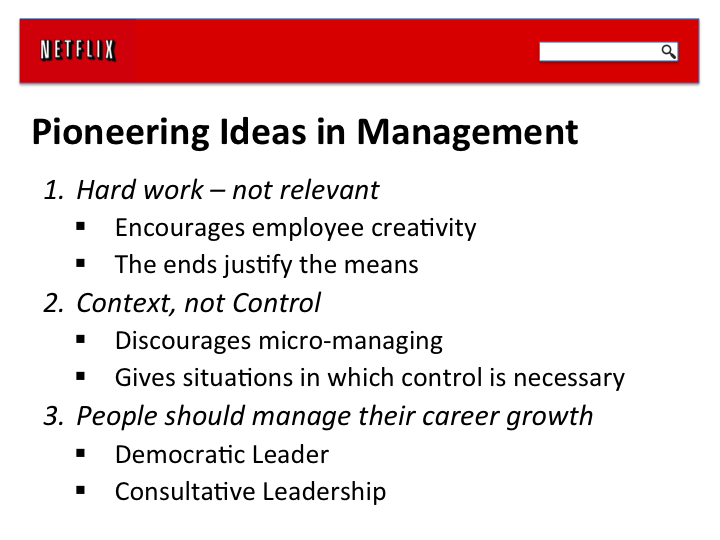 NETFLIX
Pioneering Ideas in Management
1. Hard work – not relevant
▪ Encourages employee creativity
▪ The ends justify the means
2. Context, not Control
▪ Discourages micro-managing
▪ Gives situations in which control is necessary
3. People should manage their career growth
▪ Democratic Leader
▪ Consultative Leadership